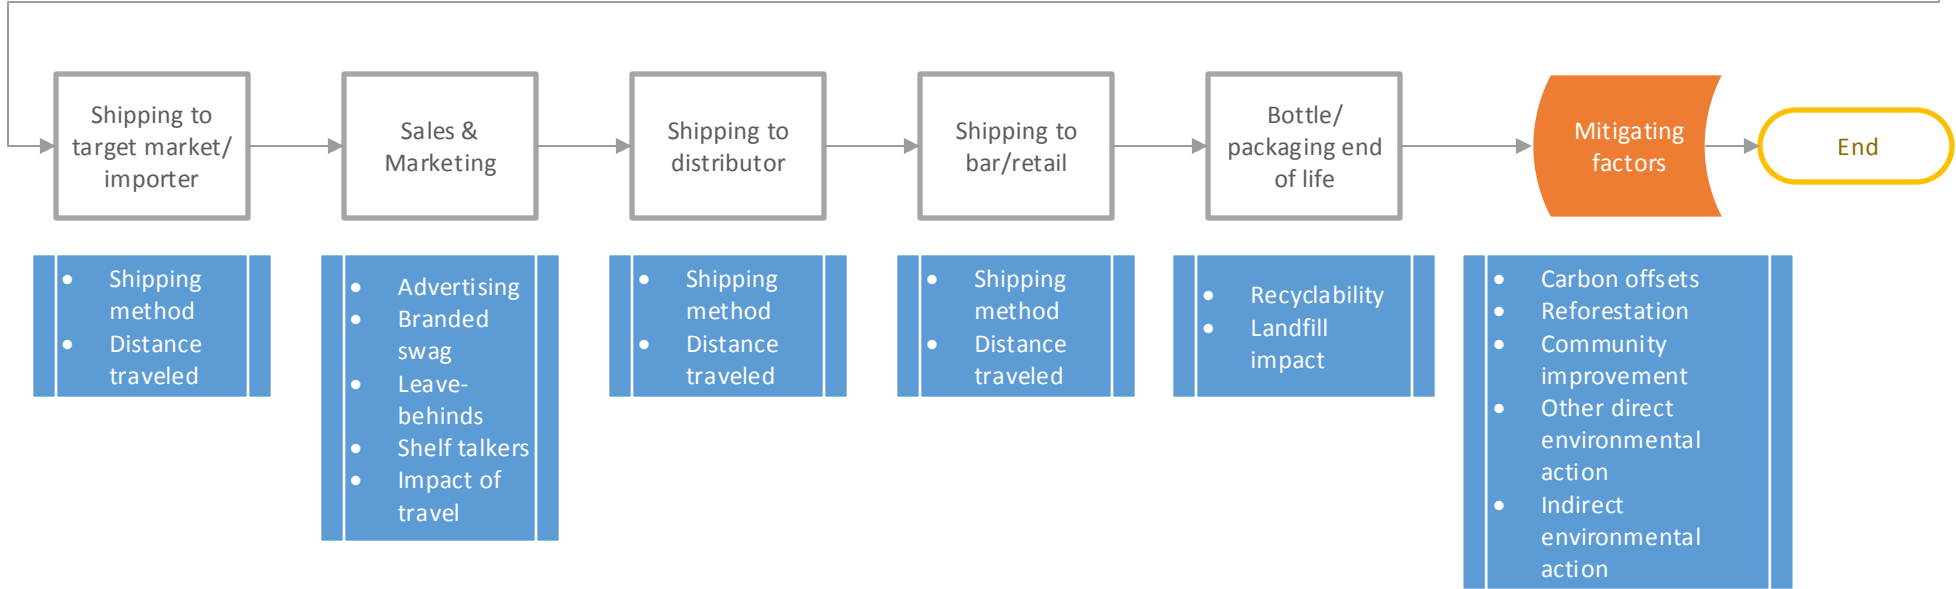 Shipping to
target market/
importer
Sales &
Marketing
Shipping to
distributor
Shipping to
bar/retail
Bottle/
packaging end
of life
Mitigating
factors
End
• Shipping
method
• Distance
traveled
• Advertising
• Branded
swag
• Leave-
behinds
• Shelf talkers
• Impact of
travel
• Shipping
method
• Distance
traveled
• Shipping
method
• Distance
traveled
• Recyclability
• Landfill
impact
• Carbon offsets
• Reforestation
• Community
improvement
• Other direct
environmental
action
• Indirect
environmental
action